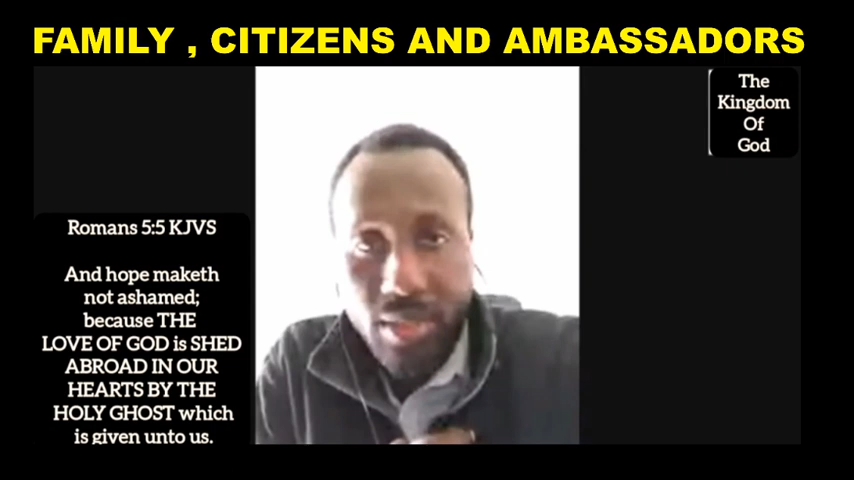 FAMILY , CITIZENS AND AMBASSADORS
The
Kingdom
Of
God
Romans 5:5 KJVS
And hope maketh
not ashamed;
because THE
LOVE OF GOD is SHED
ABROAD IN OUR
HEARTS BY THE
HOLY GHOST which
is given unto us.